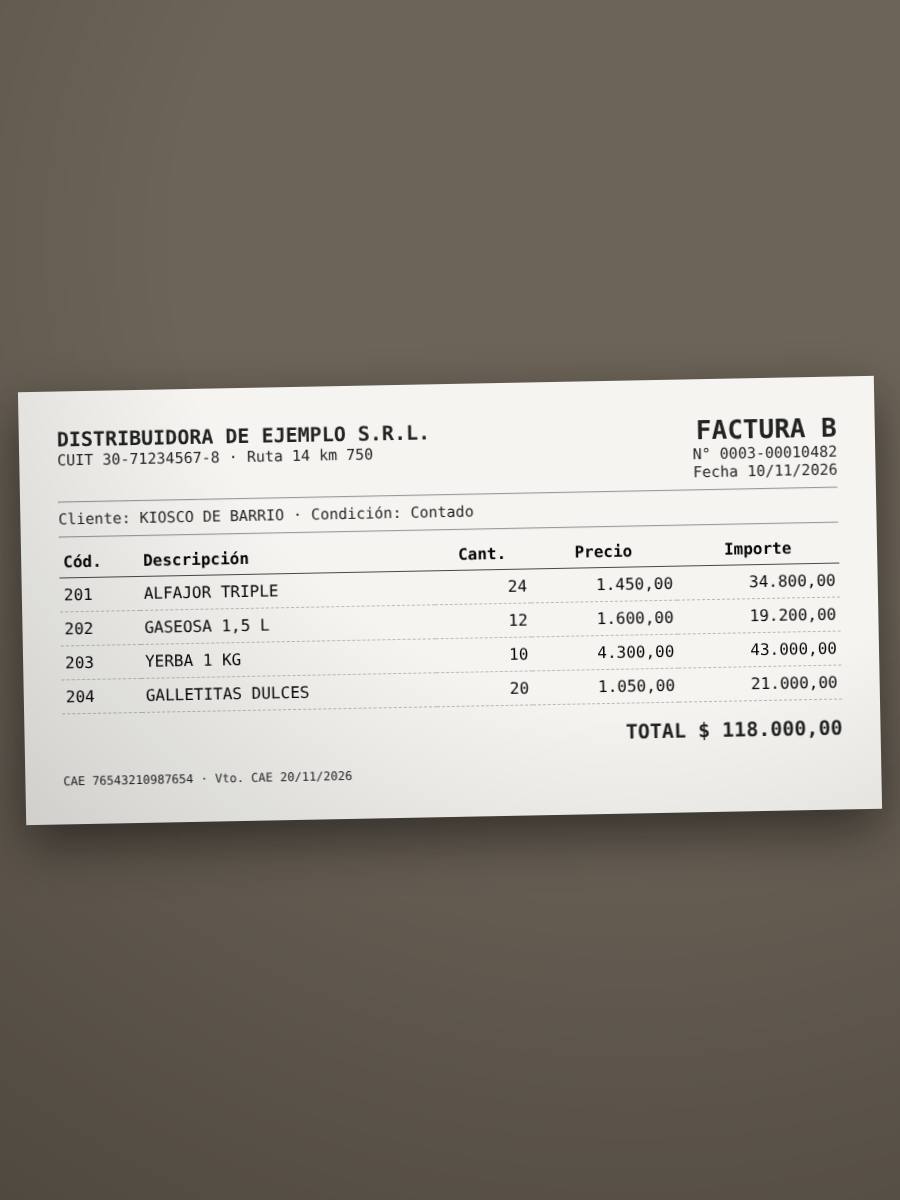 DISTRIBUIDORA DE EJEMPLO S.R.L.
CUIT 30-71234567-8 · Ruta 14 km 750
FACTURA B
N° 0003-00010482
Fecha 10/11/2026
Cliente: KIOSCO DE BARRIO · Condición: Contado
Cód. Descripción Cant. Precio Importe
201 ALFAJOR TRIPLE 24 1.450,00 34.800,00
202 GASEOSA 1,5 L 12 1.600,00 19.200,00
203 YERBA 1 KG 10 4.300,00 43.000,00
204 GALLETITAS DULCES 20 1.050,00 21.000,00
TOTAL $ 118.000,00
CAE 76543210987654 · Vto. CAE 20/11/2026